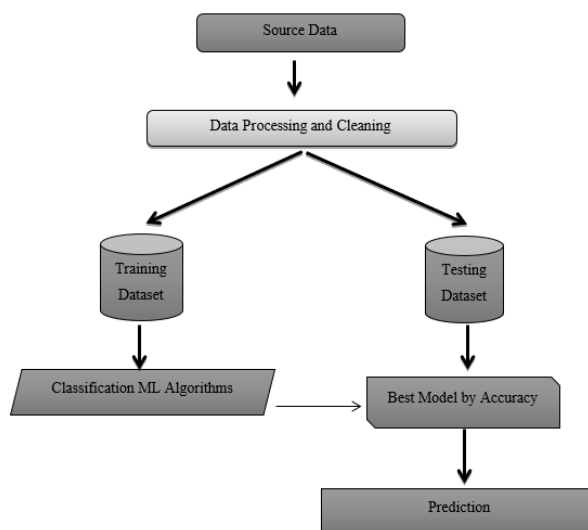 Source Data
Data Processing and Cleaning
Training
Dataset
Testing
Dataset
Classification ML Algorithms
Best Model by Accuracy
Prediction